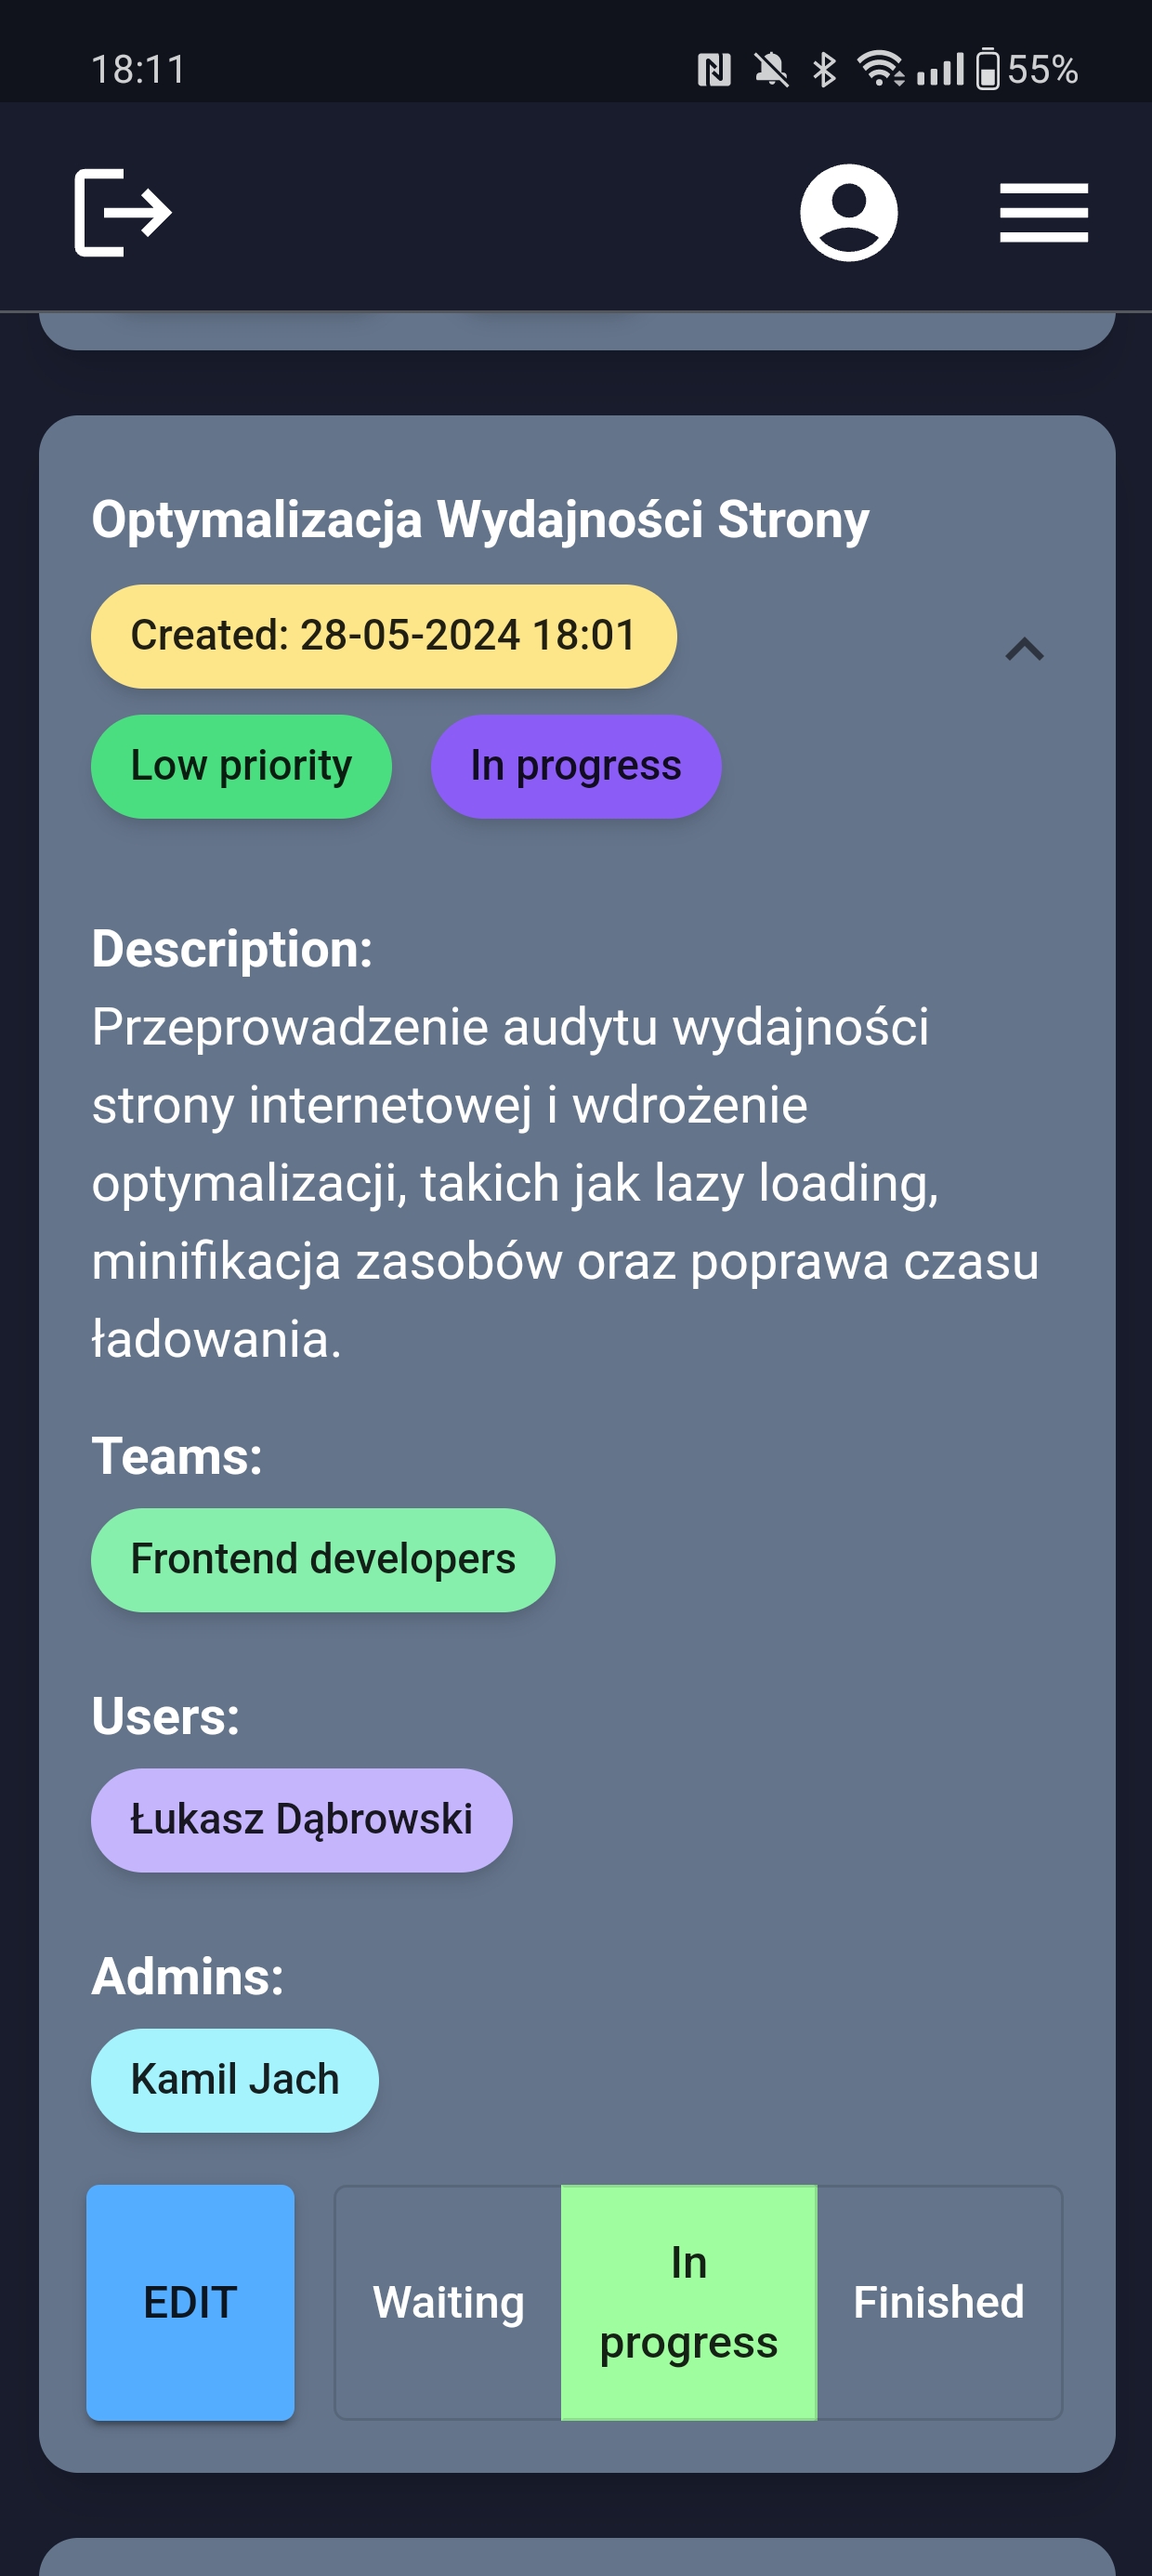 18:11
55%
Optymalizacja Wydajności Strony
Created: 28-05-2024 18:01
Low priority
In progress
Description:
Przeprowadzenie audytu wydajności
strony internetowej i wdrożenie
optymalizacji, takich jak lazy loading,
minifikacja zasobów oraz poprawa czasu
ładowania.
Teams:
Frontend developers
Users:
Łukasz Dąbrowski
Admins:
Kamil Jach
EDIT
Waiting
In
progress
Finished